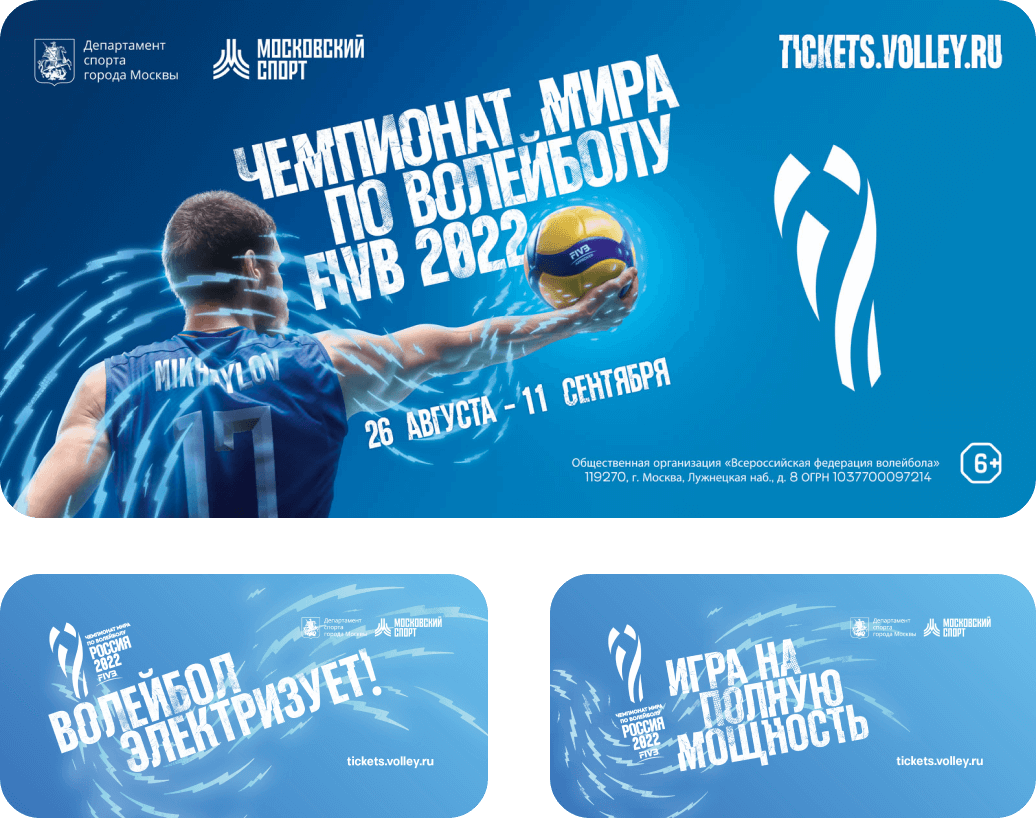 Департамент
спорта
города Москвы
МОСКОВСКИЙ
СПОРТ
TICKETS.VOLLEY.RU
ЧЕМПИОНАТ МИРА
ПО ВОЛЕЙБОЛУ
FIVB 2022
FIVB
MIKHAYLOV
17
26 АВГУСТА – 11 СЕНТЯБРЯ
Общественная организация «Всероссийская федерация волейбола»
119270, г. Москва, Лужнецкая наб., д. 8 ОГРН 1037700097214
6+
ЧЕМПИОНАТ МИРА
ПО ВОЛЕЙБОЛУ
РОССИЯ
2022
FIVB
Департамент
спорта
города Москвы
МОСКОВСКИЙ
СПОРТ
ВОЛЕЙБОЛ
ЭЛЕКТРИЗУЕТ!
tickets.volley.ru
Департамент
спорта
города Москвы
МОСКОВСКИЙ
СПОРТ
ИГРА НА
ПОЛНУЮ
МОЩНОСТЬ
ЧЕМПИОНАТ МИРА
ПО ВОЛЕЙБОЛУ
РОССИЯ
2022
FIVB
tickets.volley.ru